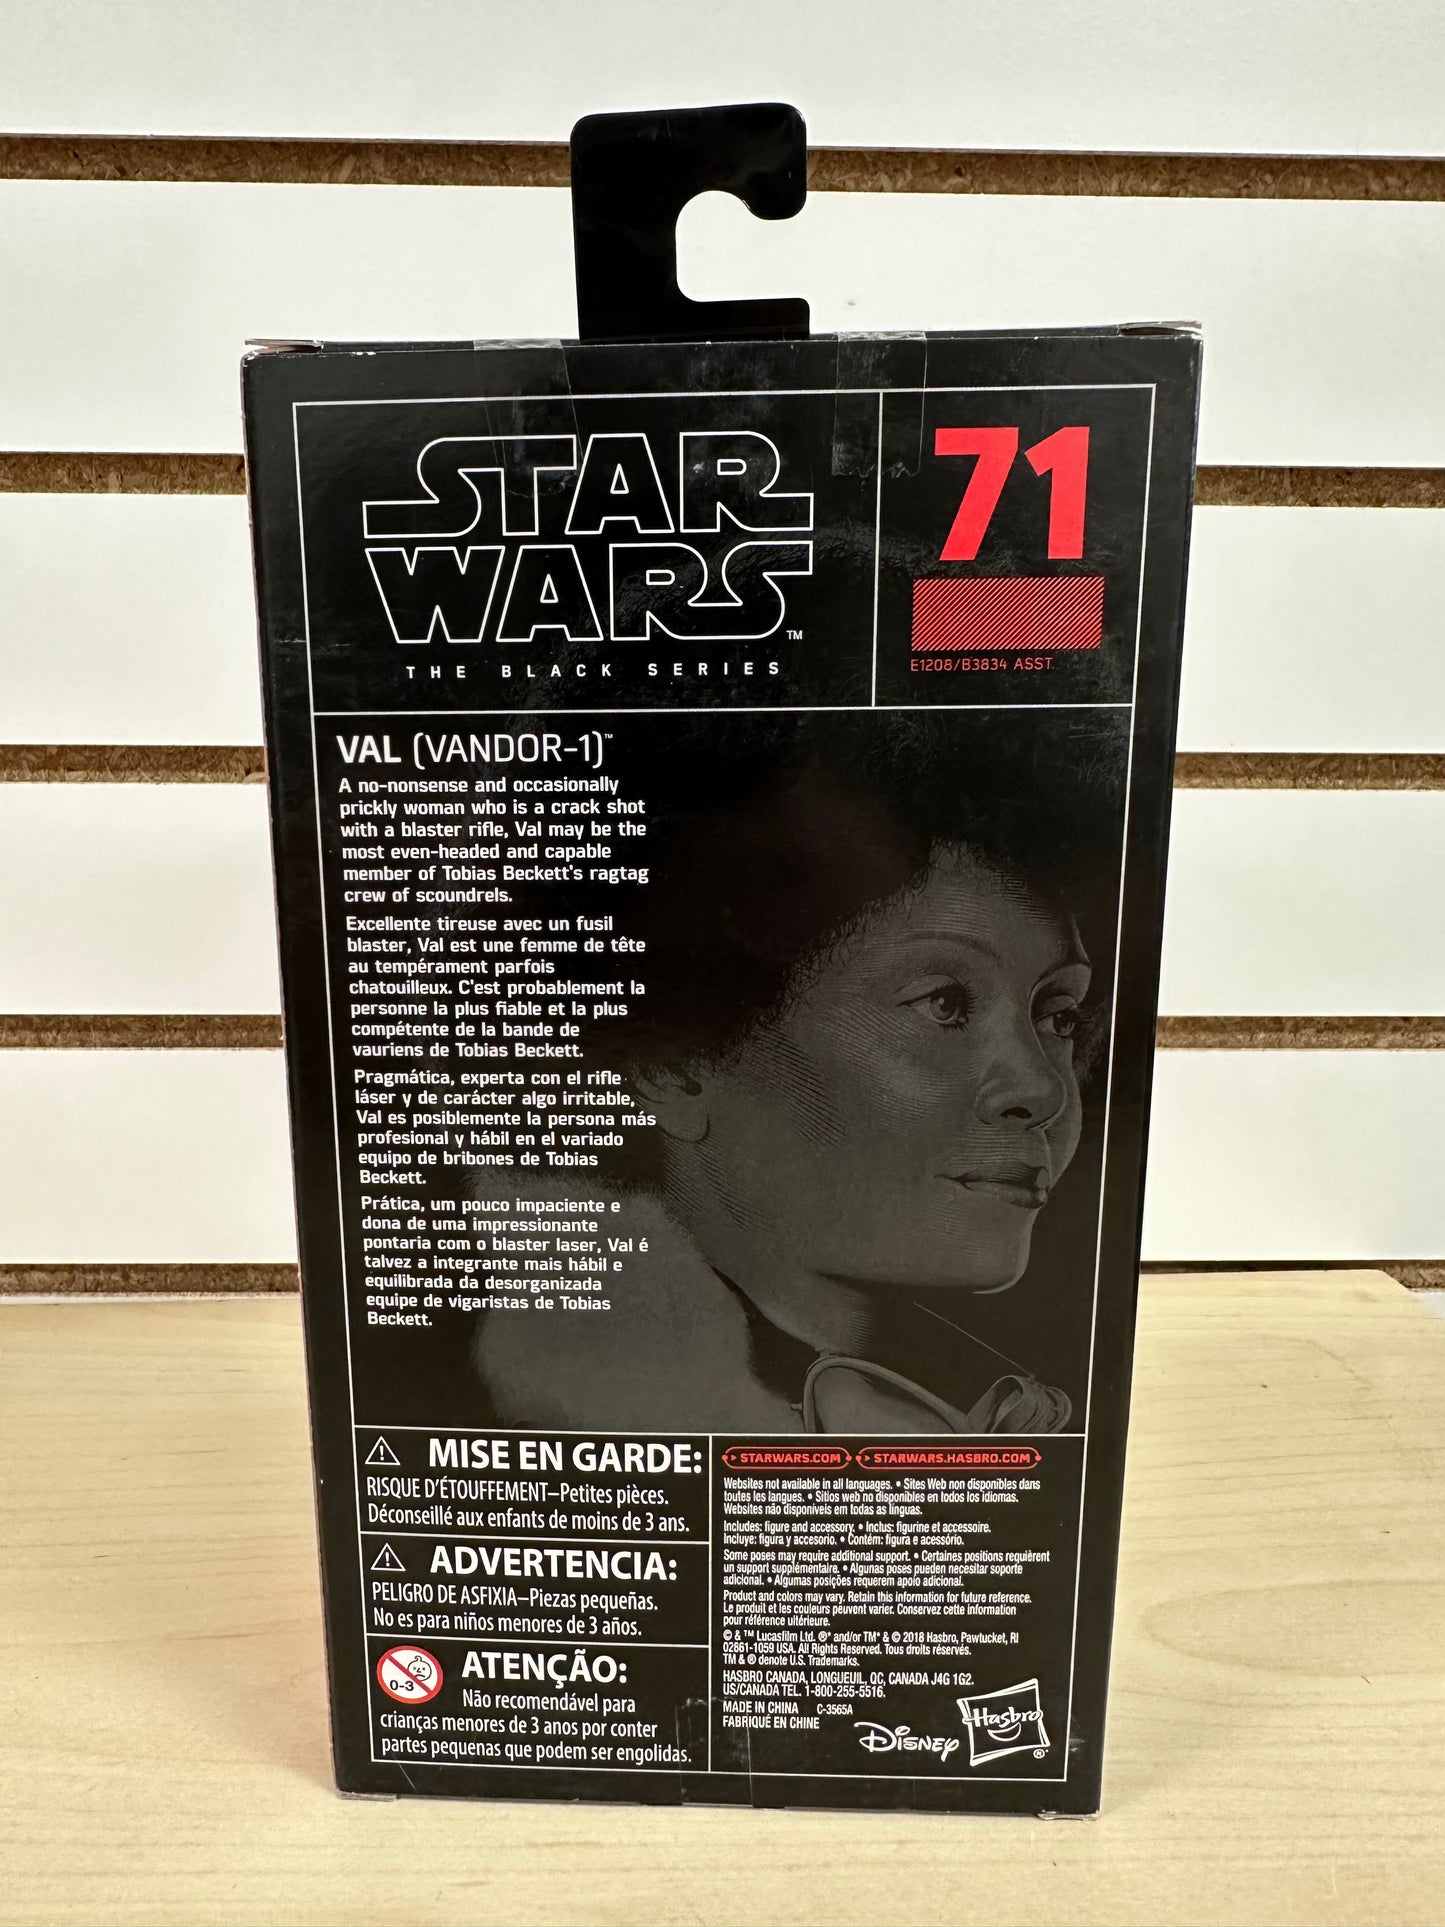 STAR
WARS™
THE BLACK SERIES
71
E1208/B3834 ASST.
VAL (VANDOR-1)™
A no-nonsense and occasionally
prickly woman who is a crack shot
with a blaster rifle, Val may be the
most even-headed and capable
member of Tobias Beckett's ragtag
crew of scoundrels.
Excellente tireuse avec un fusil
blaster, Val est une femme de tête
au tempérament parfois
chatouilleux. C'est probablement la
personne la plus fiable et la plus
compétente de la bande de
vauriens de Tobias Beckett.
Pragmática, experta con el rifle
láser y de carácter algo irritable,
Val es posiblemente la persona más
profesional y hábil en el variado
equipo de bribones de Tobias
Beckett.
Prática, um pouco impaciente e
dona de uma impressionante
pontaria com o blaster laser, Val é
talvez a integrante mais hábil e
equilibrada da desorganizada
equipe de vigaristas de Tobias
Beckett.
MISE EN GARDE:
RISQUE D'ÉTOUFFEMENT–Petites pièces.
Déconseillé aux enfants de moins de 3 ans.
ADVERTENCIA:
PELIGRO DE ASFIXIA–Piezas pequeñas.
No es para niños menores de 3 años.
0-3
ATENÇÃO:
Não recomendável para
crianças menores de 3 anos por conter
partes pequenas que podem ser engolidas.
STARWARS.COM STARWARS.HASBRO.COM
Websites not available in all languages. • Sites Web non disponibles dans
toutes les langues. • Sitios web no disponibles en todos los idiomas.
Websites não disponíveis em todas as línguas.
Includes: figure and accessory. • Inclus: figurine et accessoire.
Incluye: figura y accesorio. • Contém: figura e acessório.
Some poses may require additional support. • Certaines positions requièrent
un support supplémentaire. • Algunas poses pueden necesitar soporte
adicional. • Algumas posições requerem apoio adicional.
Product and colors may vary. Retain this information for future reference.
Le produit et les couleurs peuvent varier. Conservez cette information
pour référence ultérieure.
© & ™ Lucasfilm Ltd. ®* and/or TM* & © 2018 Hasbro, Pawtucket, RI
02861-1059 USA. All Rights Reserved. Tous droits réservés.
TM & ® denote U.S. Trademarks.
HASBRO CANADA, LONGUEUIL, QC, CANADA J4G 1G2.
US/CANADA TEL. 1-800-255-5516.
MADE IN CHINA C-3565A
FABRIQUÉ EN CHINE
Disney
Hasbro®